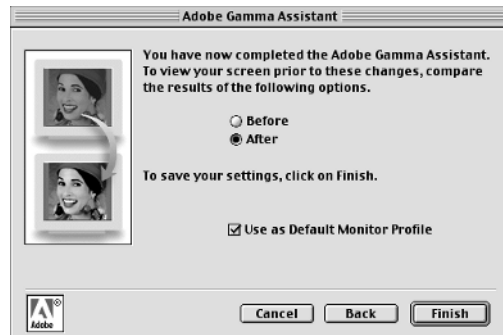 Adobe Gamma Assistant
You have now completed the Adobe Gamma Assistant.
To view your screen prior to these changes, compare
the results of the following options.
Before
After
To save your settings, click on Finish.
Use as Default Monitor Profile
Adobe
Cancel
Back
Finish